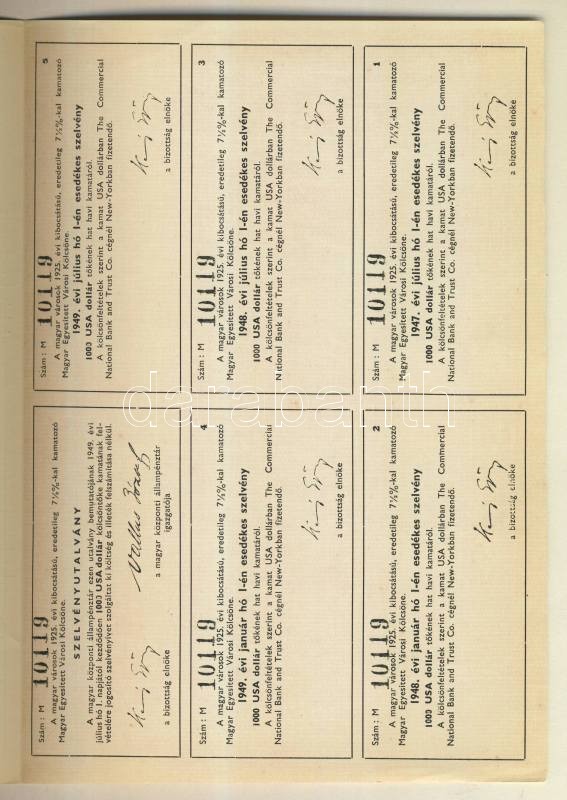 Szám: M 10119
A magyar városok 1925. évi kibocsátású, eredetileg 7½%-kal kamatozó
Magyar Egyesített Városi Kölcsöne.
SZELVÉNYUTALVÁNY
A magyar központi állampénztár ezen utalvány bemutatójának 1949. évi
július hó 1. napjától kezdődően 1000 USA dollár kölcsöntőke kamatának fel-
vételére jogosító szelvényívet szolgáltat ki költség és illeték felszámítása nélkül.
a bizottság elnöke
a magyar központi állampénztár
igazgatója
5
Szám: M 10119
A magyar városok 1925. évi kibocsátású, eredetileg 7½%-kal kamatozó
Magyar Egyesített Városi Kölcsöne.
1949. évi július hó 1-én esedékes szelvény
1000 USA dollár tőkének hat havi kamatáról.
A kölcsönfeltételek szerint a kamat USA dollárban The Commercial
National Bank and Trust Co. cégnél New-Yorkban fizetendő.
a bizottság elnöke
4
Szám: M 10119
A magyar városok 1925. évi kibocsátású, eredetileg 7½%-kal kamatozó
Magyar Egyesített Városi Kölcsöne.
1949. évi január hó 1-én esedékes szelvény
1000 USA dollár tőkének hat havi kamatáról.
A kölcsönfeltételek szerint a kamat USA dollárban The Commercial
National Bank and Trust Co. cégnél New-Yorkban fizetendő.
a bizottság elnöke
3
Szám: M 10119
A magyar városok 1925. évi kibocsátású, eredetileg 7½%-kal kamatozó
Magyar Egyesített Városi Kölcsöne.
1948. évi július hó 1-én esedékes szelvény
1000 USA dollár tőkének hat havi kamatáról.
A kölcsönfeltételek szerint a kamat USA dollárban The Commercial
National Bank and Trust Co. cégnél New-Yorkban fizetendő.
a bizottság elnöke
2
Szám: M 10119
A magyar városok 1925. évi kibocsátású, eredetileg 7½%-kal kamatozó
Magyar Egyesített Városi Kölcsöne.
1948. évi január hó 1-én esedékes szelvény
1000 USA dollár tőkének hat havi kamatáról.
A kölcsönfeltételek szerint a kamat USA dollárban The Commercial
National Bank and Trust Co. cégnél New-Yorkban fizetendő.
a bizottság elnöke
1
Szám: M 10119
A magyar városok 1925. évi kibocsátású, eredetileg 7½%-kal kamatozó
Magyar Egyesített Városi Kölcsöne.
1947. évi július hó 1-én esedékes szelvény
1000 USA dollár tőkének hat havi kamatáról.
A kölcsönfeltételek szerint a kamat USA dollárban The Commercial
National Bank and Trust Co. cégnél New-Yorkban fizetendő.
a bizottság elnöke
darabanth